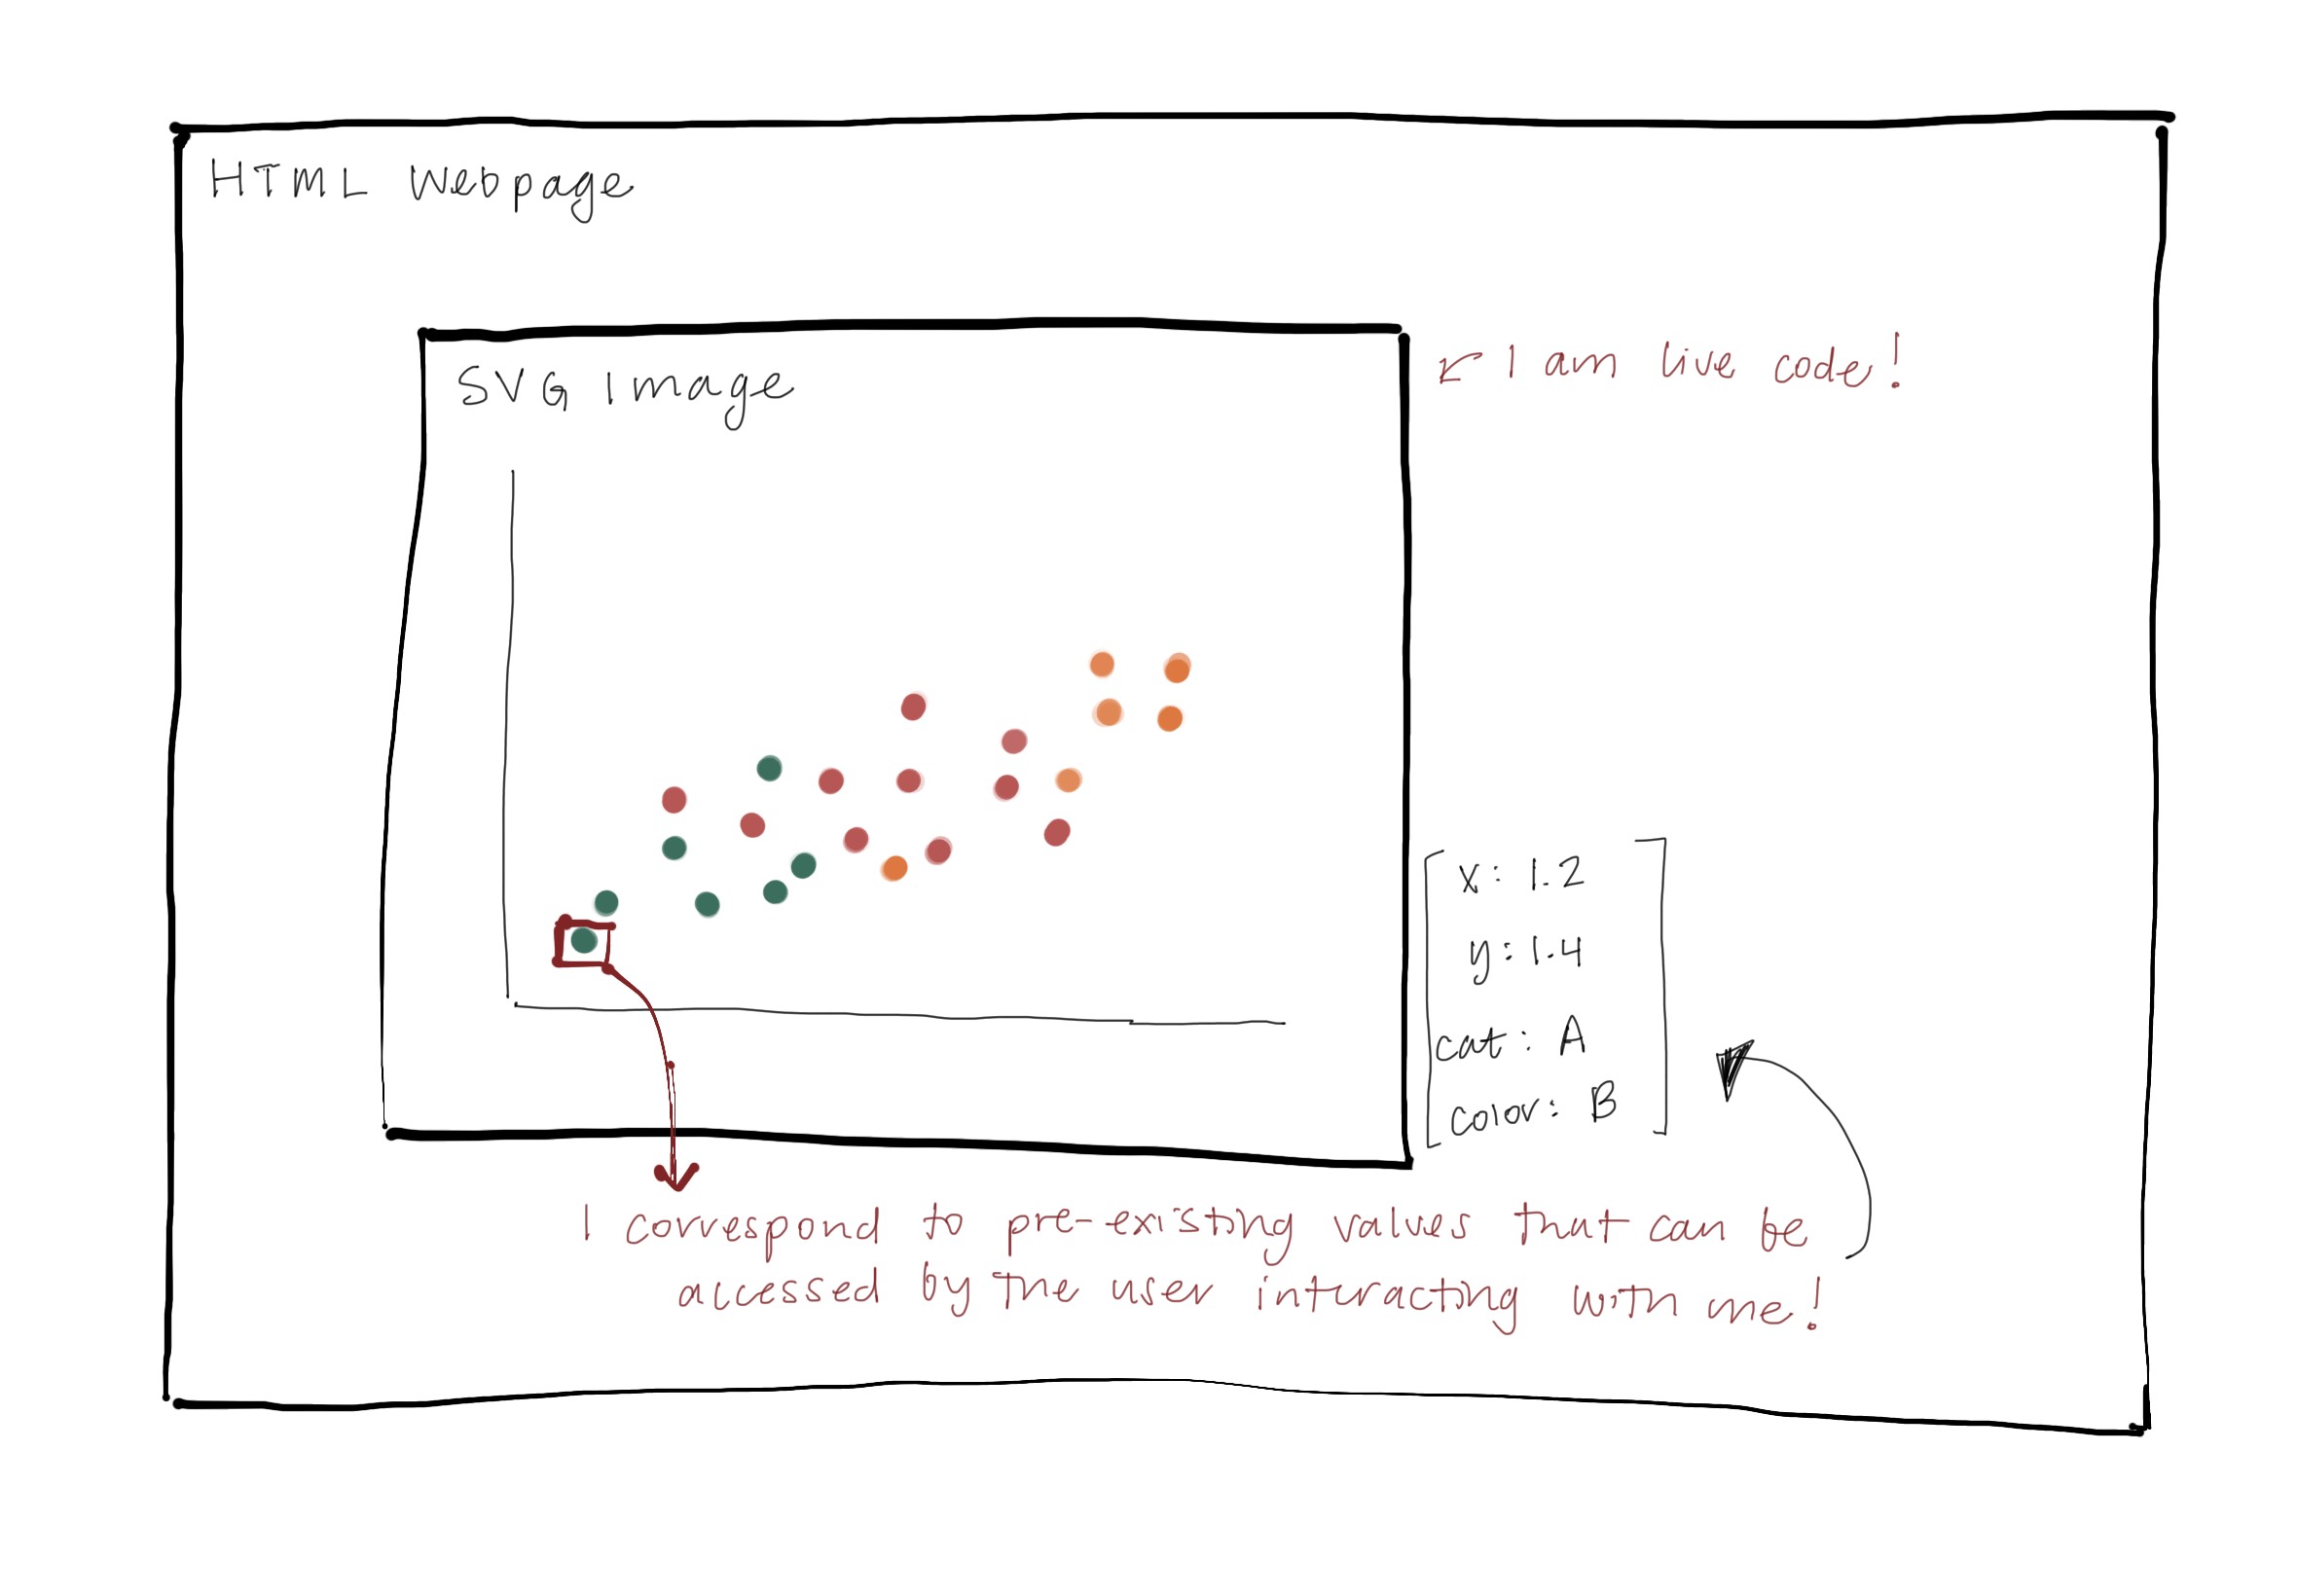 HTML Webpage
SVG Image
I am live code!
x: 1.2
y: 1.4
cat: A
color: B
I correspond to pre-existing values that can be
accessed by the user interacting with me!